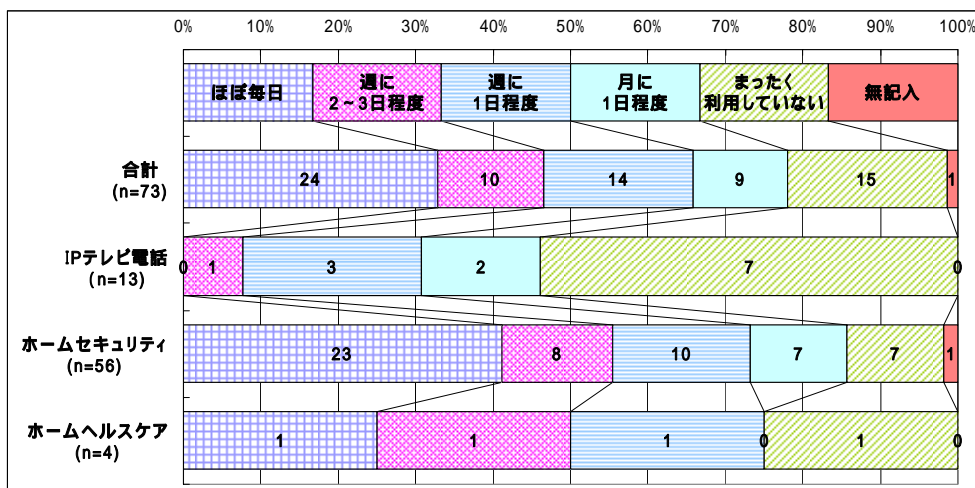 0% 10% 20% 30% 40% 50% 60% 70% 80% 90% 100%
ほぼ毎日
週に
2～3日程度
週に
1日程度
月に
1日程度
まったく
利用していない
無記入
合計
(n=73)
24 10 14 9 15 1
IPテレビ電話
(n=13)
0 1 3 2 7 0
ホームセキュリティ
(n=56)
23 8 10 7 7 1
ホームヘルスケア
(n=4)
1 1 1 0 1 0